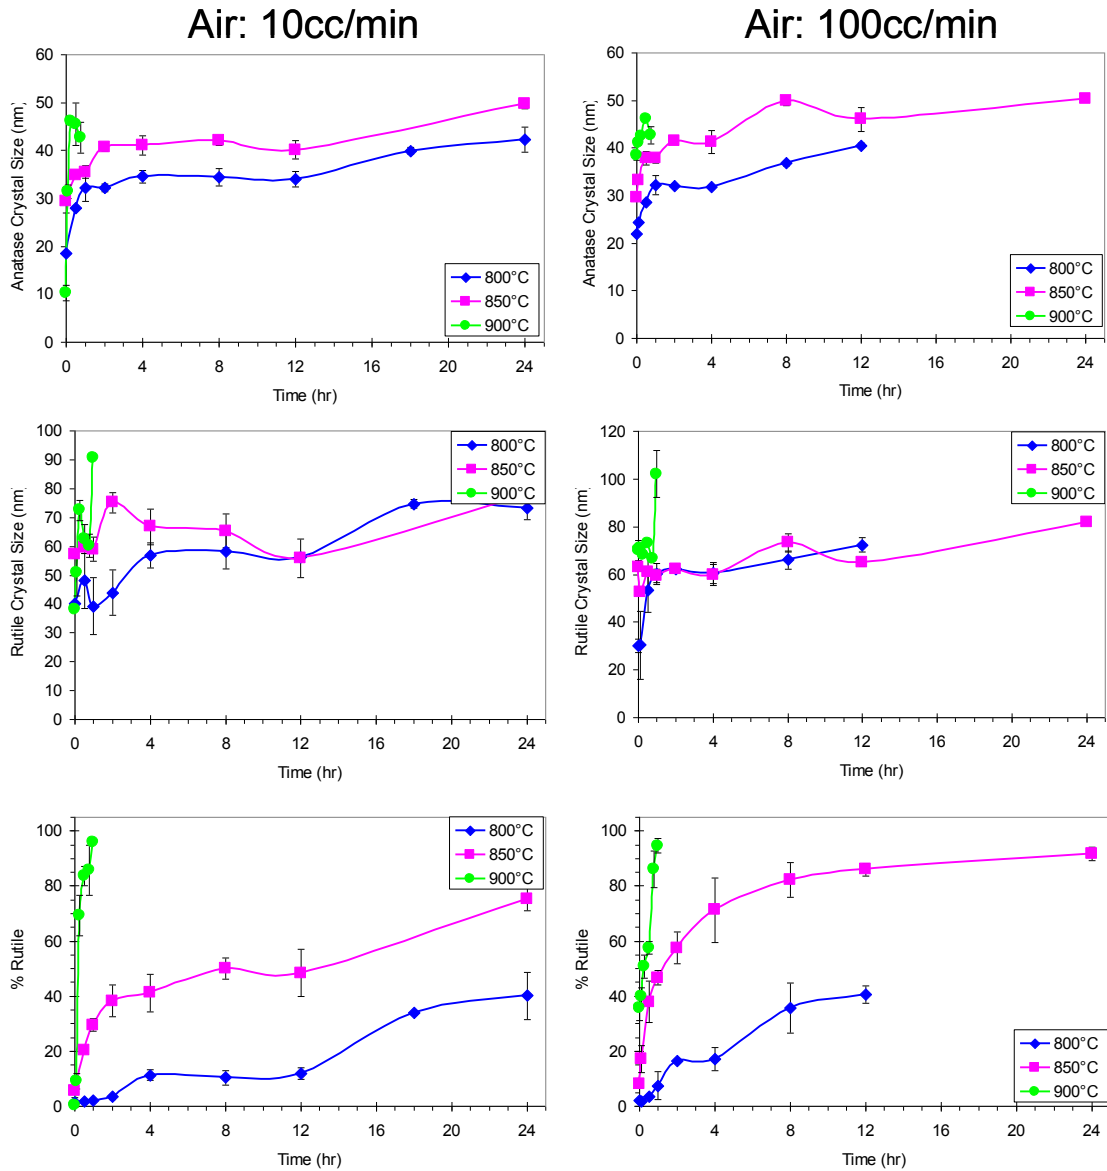 Air: 10cc/min
Air: 100cc/min
Anatase Crystal Size (nm)
60
50
40
30
20
10
0
0 4 8 12 16 20 24
Time (hr)
800°C
850°C
900°C
Anatase Crystal Size (nm)
60
50
40
30
20
10
0
0 4 8 12 16 20 24
Time (hr)
800°C
850°C
900°C
Rutile Crystal Size (nm)
100
90
80
70
60
50
40
30
20
10
0
0 4 8 12 16 20 24
Time (hr)
800°C
850°C
900°C
Rutile Crystal Size (nm)
120
100
80
60
40
20
0
0 4 8 12 16 20 24
Time (hr)
800°C
850°C
900°C
% Rutile
100
80
60
40
20
0
0 4 8 12 16 20 24
Time (hr)
800°C
850°C
900°C
% Rutile
100
80
60
40
20
0
0 4 8 12 16 20 24
Time (hr)
800°C
850°C
900°C